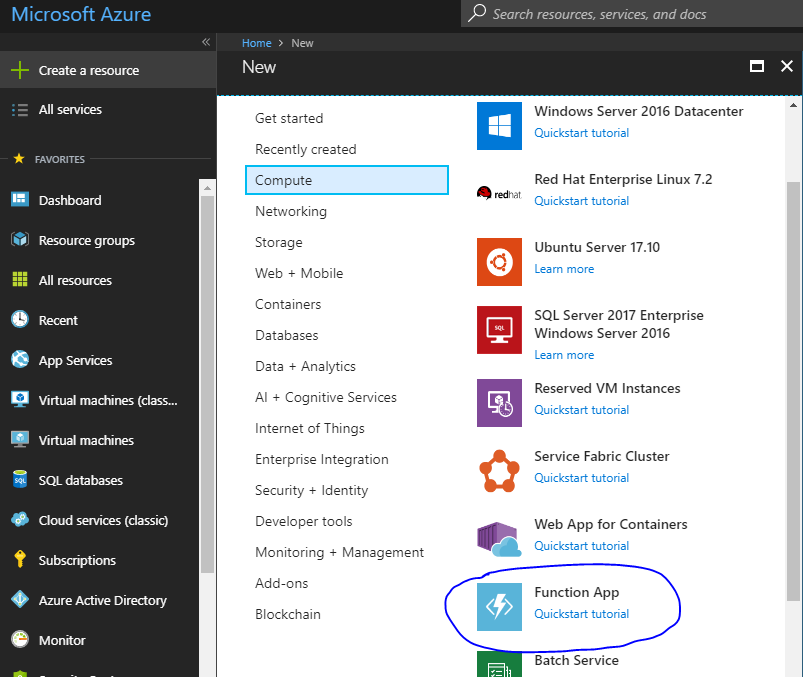 Microsoft Azure
Search resources, services, and docs
Create a resource
All services
FAVORITES
Dashboard
Resource groups
All resources
Recent
App Services
Virtual machines (class...
Virtual machines
SQL databases
Cloud services (classic)
Subscriptions
Azure Active Directory
Monitor
Home > New
New
Get started
Recently created
Compute
Networking
Storage
Web + Mobile
Containers
Databases
Data + Analytics
AI + Cognitive Services
Internet of Things
Enterprise Integration
Security + Identity
Developer tools
Monitoring + Management
Add-ons
Blockchain
Windows Server 2016 Datacenter
Quickstart tutorial
redhat
Red Hat Enterprise Linux 7.2
Quickstart tutorial
Ubuntu Server 17.10
Learn more
SQL
SQL Server 2017 Enterprise
Windows Server 2016
Learn more
Reserved VM Instances
Quickstart tutorial
Service Fabric Cluster
Quickstart tutorial
Web App for Containers
Quickstart tutorial
Function App
Quickstart tutorial
Batch Service